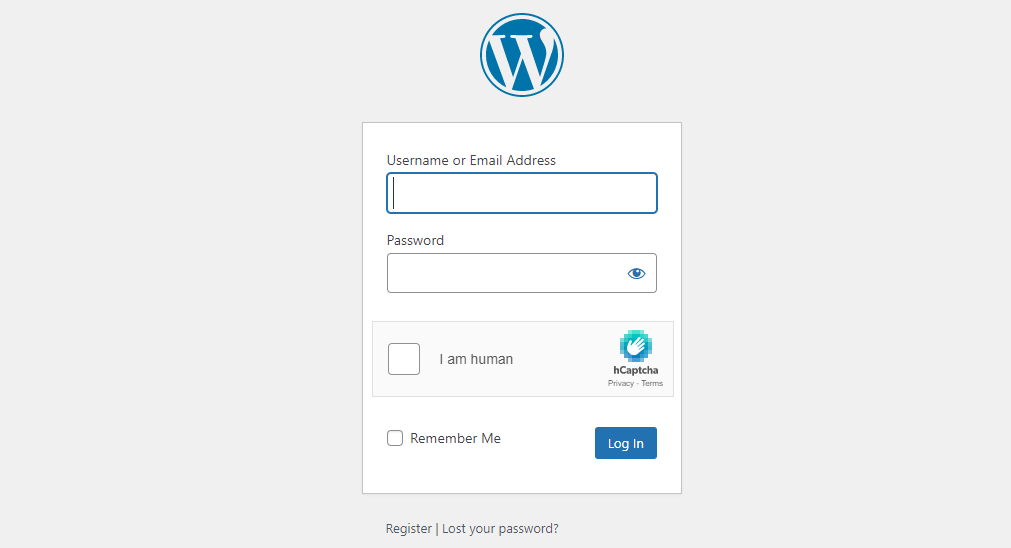 Username or Email Address
Password
I am human
hCaptcha
Privacy - Terms
Remember Me
Log In
Register | Lost your password?